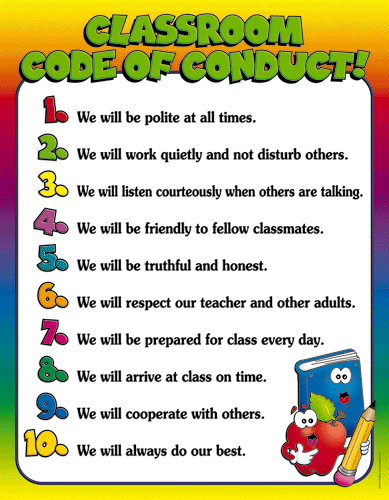 CLASSROOM
CODE OF CONDUCT!
1. We will be polite at all times.
2. We will work quietly and not disturb others.
3. We will listen courteously when others are talking.
4. We will be friendly to fellow classmates.
5. We will be truthful and honest.
6. We will respect our teacher and other adults.
7. We will be prepared for class every day.
8. We will arrive at class on time.
9. We will cooperate with others.
10. We will always do our best.